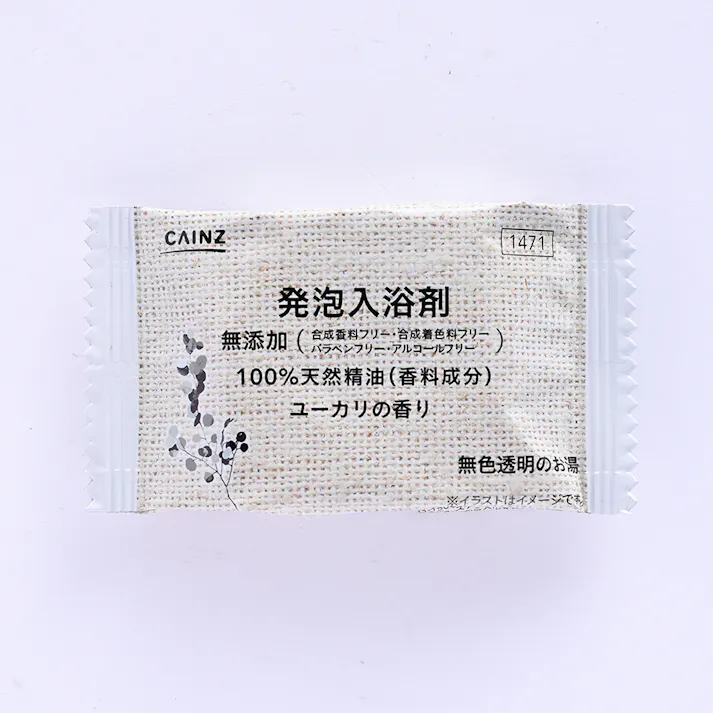 CAINZ
1471
発泡入浴剤
無添加(合成香料フリー・合成着色料フリー
パラベンフリー・アルコールフリー)
100%天然精油(香料成分)
ユーカリの香り
無色透明のお湯
※イラストはイメージです